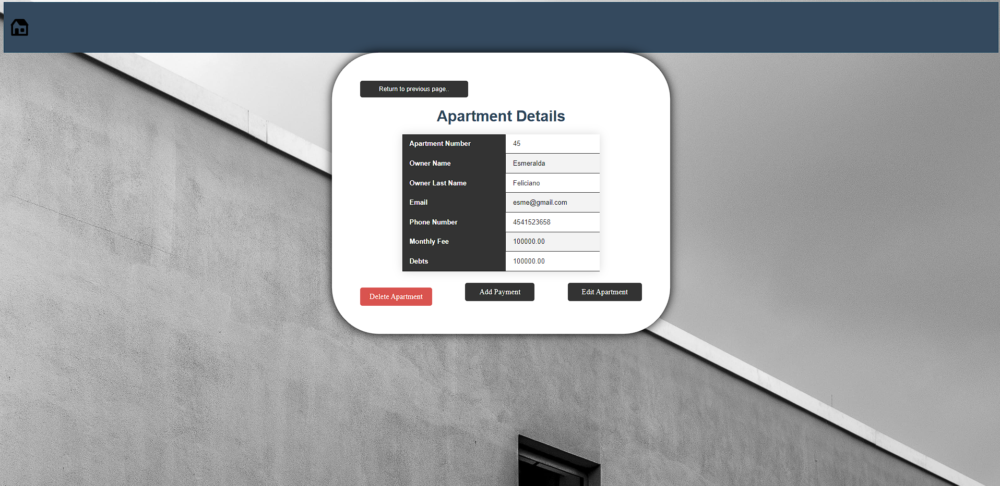 Return to previous page..
Apartment Details
Apartment Number 45
Owner Name Esmeralda
Owner Last Name Feliciano
Email esme@gmail.com
Phone Number 4541523658
Monthly Fee 100000.00
Debts 100000.00
Delete Apartment Add Payment Edit Apartment